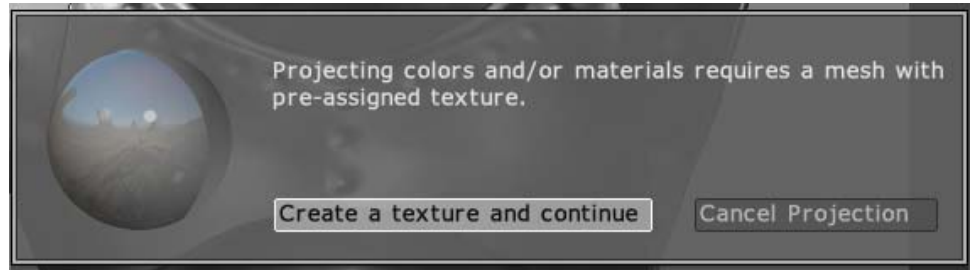 Projecting colors and/or materials requires a mesh with
pre-assigned texture.
Create a texture and continue
Cancel Projection